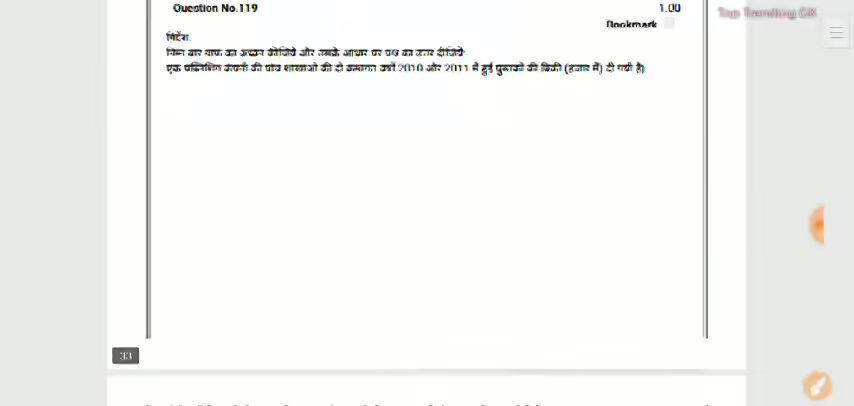 Question No.119
1.00
Top Trending GK
Bookmark
निर्देश:
निम्न बार ग्राफ का अध्ययन कीजिये और उसके आधार पर प्रश्न का उत्तर दीजिये
एक पब्लिशिंग कंपनी की पांच शाखाओं की दो क्रमागत वर्षों 2010 और 2011 में हुई पुस्तकों की बिक्री (हजार में) दी गयी है|
33